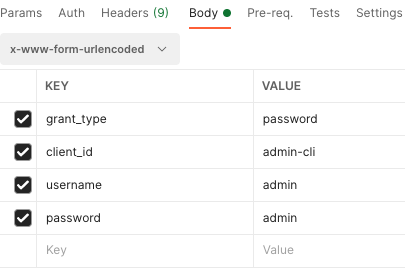 Params Auth Headers (9) Body Pre-req. Tests Settings
x-www-form-urlencoded
KEY VALUE
grant_type password
client_id admin-cli
username admin
password admin
Key Value